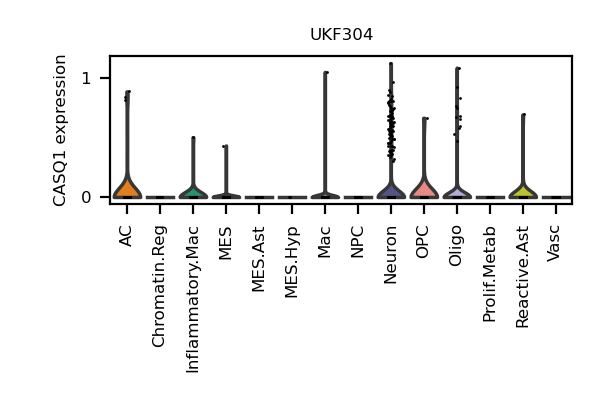 UKF304
CASQ1 expression
1
0
AC
Chromatin.Reg
Inflammatory.Mac
MES
MES.Ast
MES.Hyp
Mac
NPC
Neuron
OPC
Oligo
Prolif.Metab
Reactive.Ast
Vasc